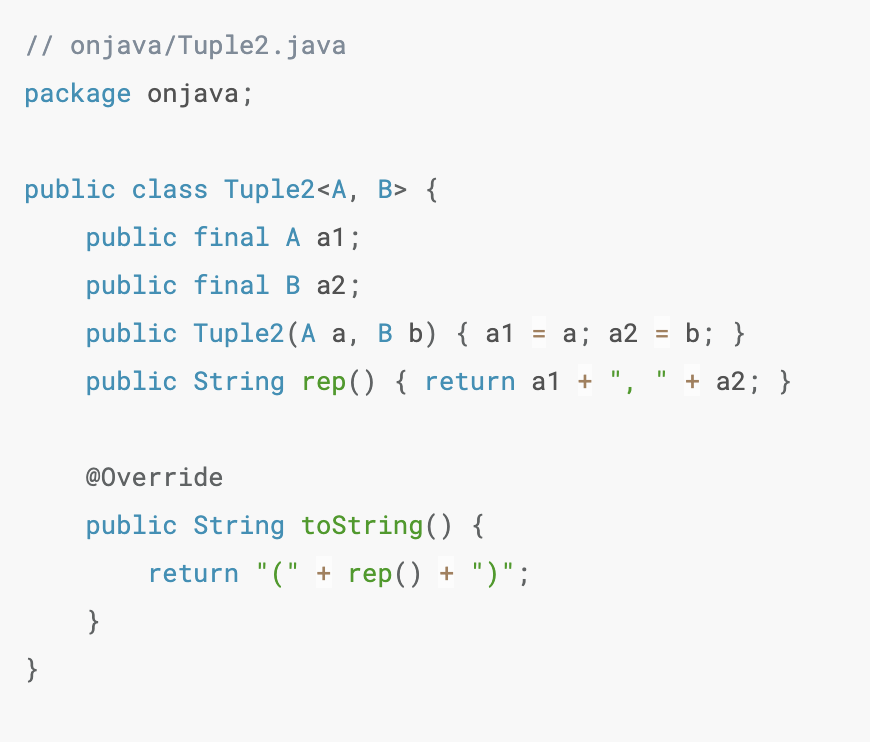 // onjava/Tuple2.java
package onjava;

public class Tuple2<A, B> {
    public final A a1;
    public final B a2;
    public Tuple2(A a, B b) { a1 = a; a2 = b; }
    public String rep() { return a1 + ", " + a2; }

    @Override
    public String toString() {
        return "(" + rep() + ")";
    }
}